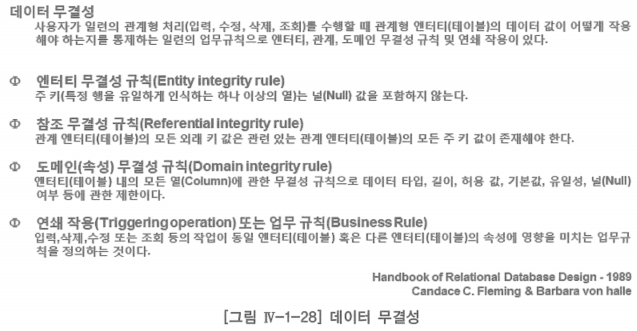 데이터 무결성
사용자가 일련의 관계형 처리(입력, 수정, 삭제, 조회)를 수행할 때 관계형 엔터티(테이블)의 데이터 값이 어떻게 작용
해야 하는지를 통제하는 일련의 업무규칙으로 엔터티, 관계, 도메인 무결성 규칙 및 연쇄 작용이 있다.
Φ 엔터티 무결성 규칙(Entity integrity rule)
주 키(특정 행을 유일하게 인식하는 하나 이상의 열)는 널(Null) 값을 포함하지 않는다.
Φ 참조 무결성 규칙(Referential integrity rule)
관계 엔터티(테이블)의 모든 외래 키 값은 관련 있는 관계 엔터티(테이블)의 모든 주 키 값이 존재해야 한다.
Φ 도메인(속성) 무결성 규칙(Domain integrity rule)
엔터티(테이블) 내의 모든 열(Column)에 관한 무결성 규칙으로 데이터 타입, 길이, 허용 값, 기본값, 유일성, 널(Null)
여부 등에 관한 제한이다.
Φ 연쇄 작용(Triggering operation) 또는 업무 규칙(Business Rule)
입력,삭제,수정 또는 조회 등의 작업이 동일 엔터티(테이블) 혹은 다른 엔터티(테이블)의 속성에 영향을 미치는 업무규
칙을 정의하는 것이다.
Handbook of Relational Database Design - 1989
Candace C. Fleming & Barbara von halle
[그림 Ⅳ-1-28] 데이터 무결성